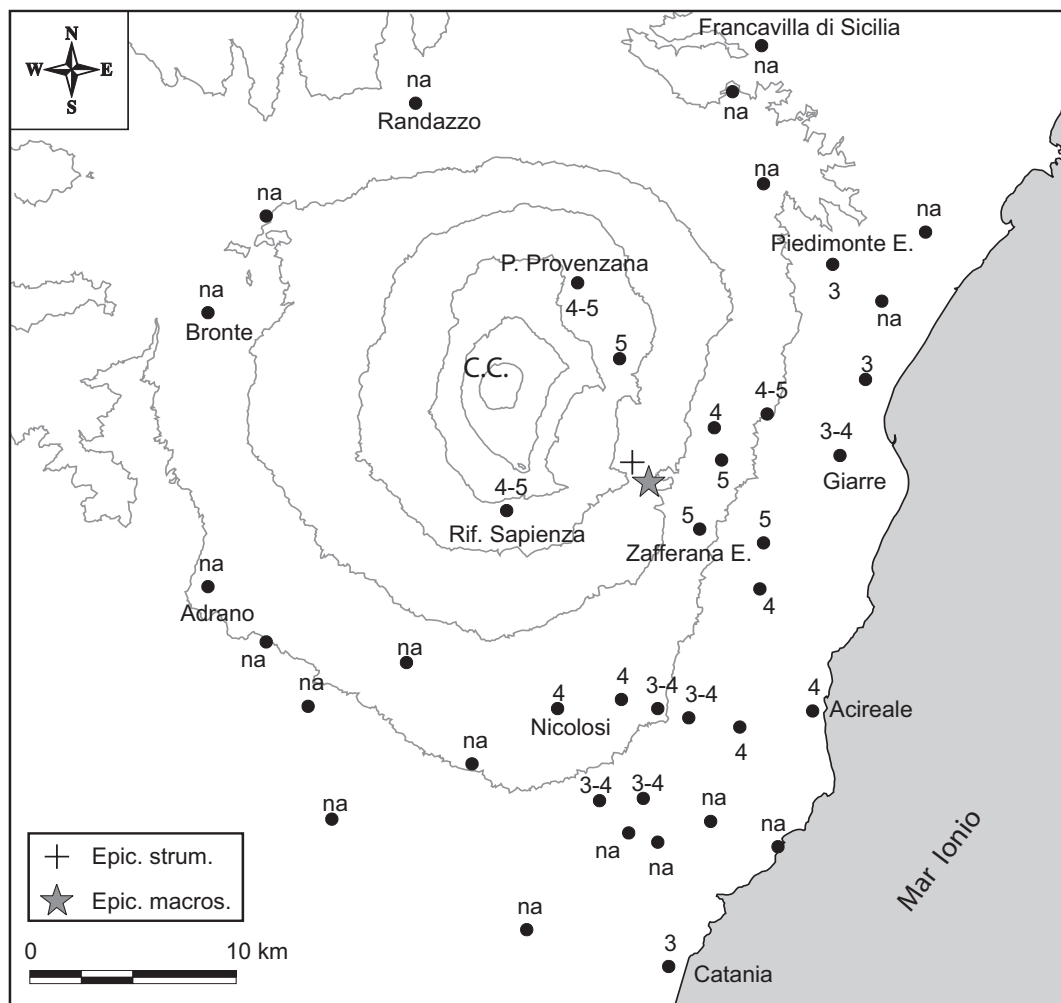 Francavilla di Sicilia
N
W E
S
na
na
na
Randazzo
na
na
na
Piedimonte E.
P. Provenzana
3
na
4-5
na
Bronte
5
C.C.
3
4-5
4
3-4
5
Giarre
4-5
Rif. Sapienza
5
5
Zafferana E.
na
Adrano
4
na
na
na
4
4
3-4
3-4
4
Acireale
Nicolosi
4
na
3-4
3-4
na
na
na
na
na
Mar Ionio
Epic. strum.
Epic. macros.
na
0 10 km
3
Catania